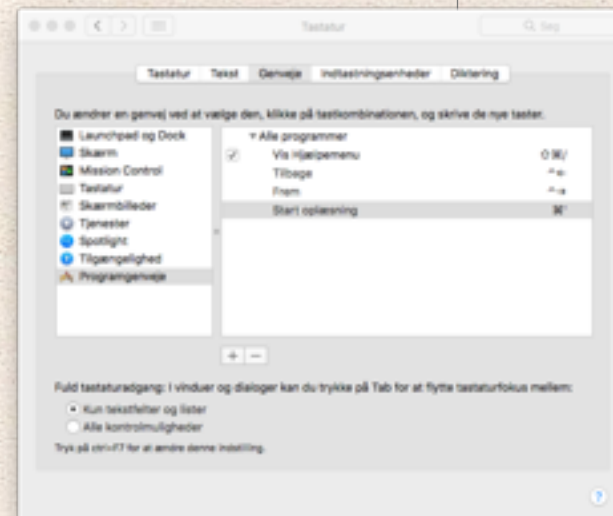 Tastatur
Søg
Tastatur Tekst Genveje Indtastningsenheder Diktering
Du ændrer en genvej ved at vælge den, klikke på tastkombinationen, og skrive de nye taster.
Launchpad og Dock
Skærm
Mission Control
Tastatur
Skærmbilleder
Tjenester
Spotlight
Tilgængelighed
Programgenveje
Alle programmer
Vis Hjælpemenu ⇧⌘/
Tilbage
Frem
Start oplæsning
+ −
Fuld tastaturadgang: I vinduer og dialoger kan du trykke på Tab for at flytte tastaturfokus mellem:
Kun tekstfelter og lister
Alle kontrolmuligheder
Tryk på ctrl+F7 for at ændre denne indstilling.
?